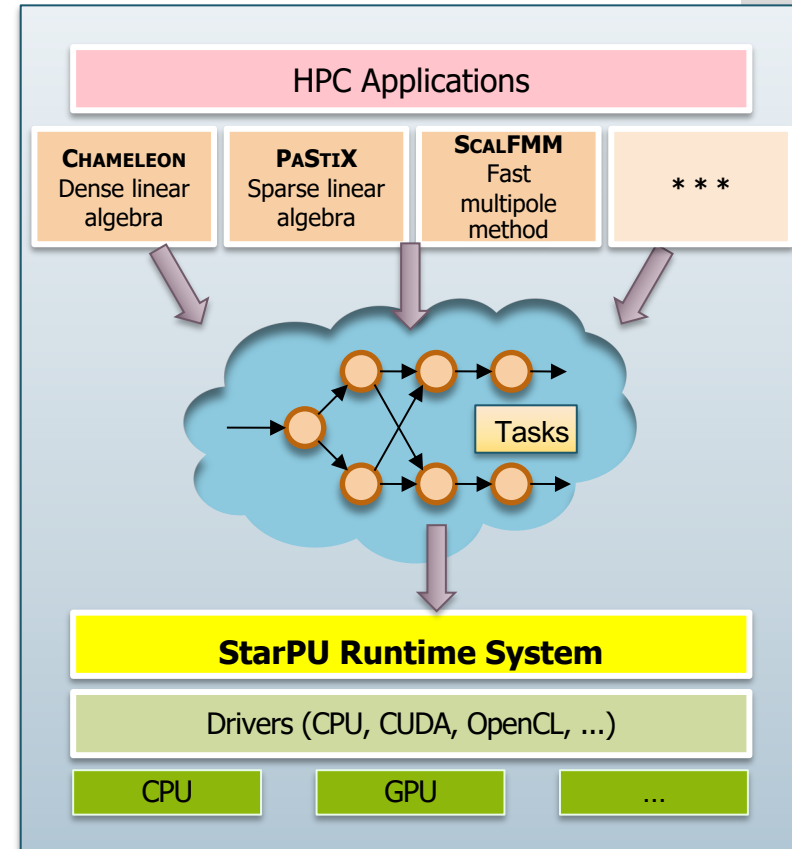 HPC Applications
CHAMELEON
Dense linear
algebra
PASTIX
Sparse linear
algebra
SCALFMM
Fast
multipole
method
* * *
Tasks
StarPU Runtime System
Drivers (CPU, CUDA, OpenCL, ...)
CPU
GPU
...